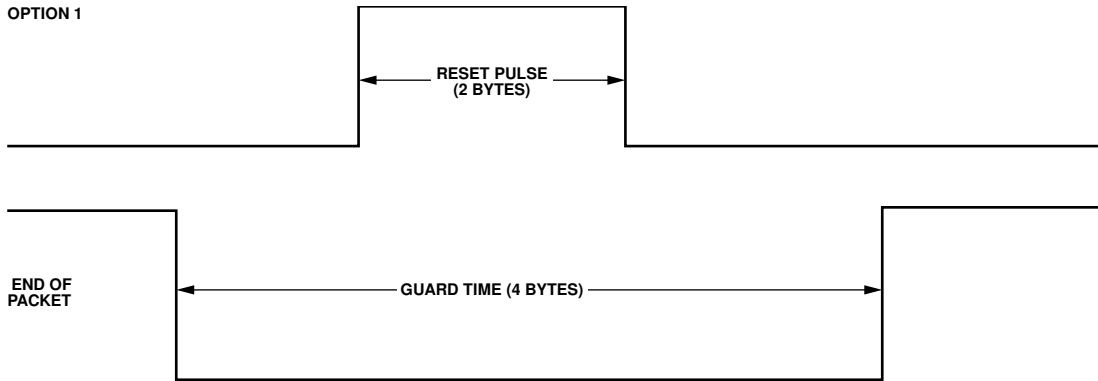 OPTION 1
RESET PULSE
(2 BYTES)
END OF
PACKET
GUARD TIME (4 BYTES)